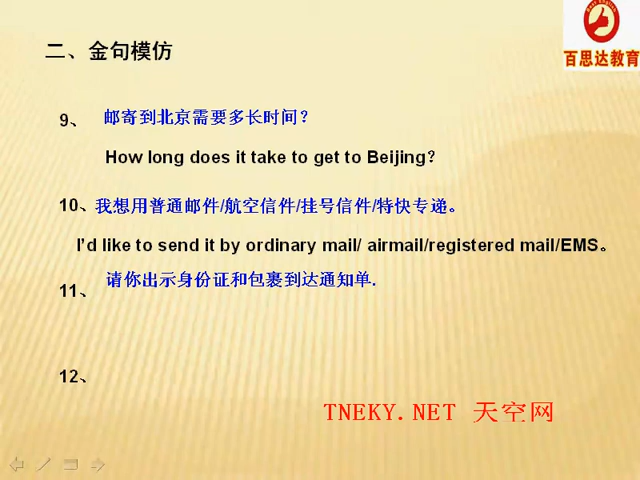 百思达教育
二、金句模仿
9、 邮寄到北京需要多长时间？
How long does it take to get to Beijing？
10、我想用普通邮件/航空信件/挂号信件/特快专递。
I’d like to send it by ordinary mail/ airmail/registered mail/EMS。
11、 请你出示身份证和包裹到达通知单.
12、
TNEKY.NET 天空网